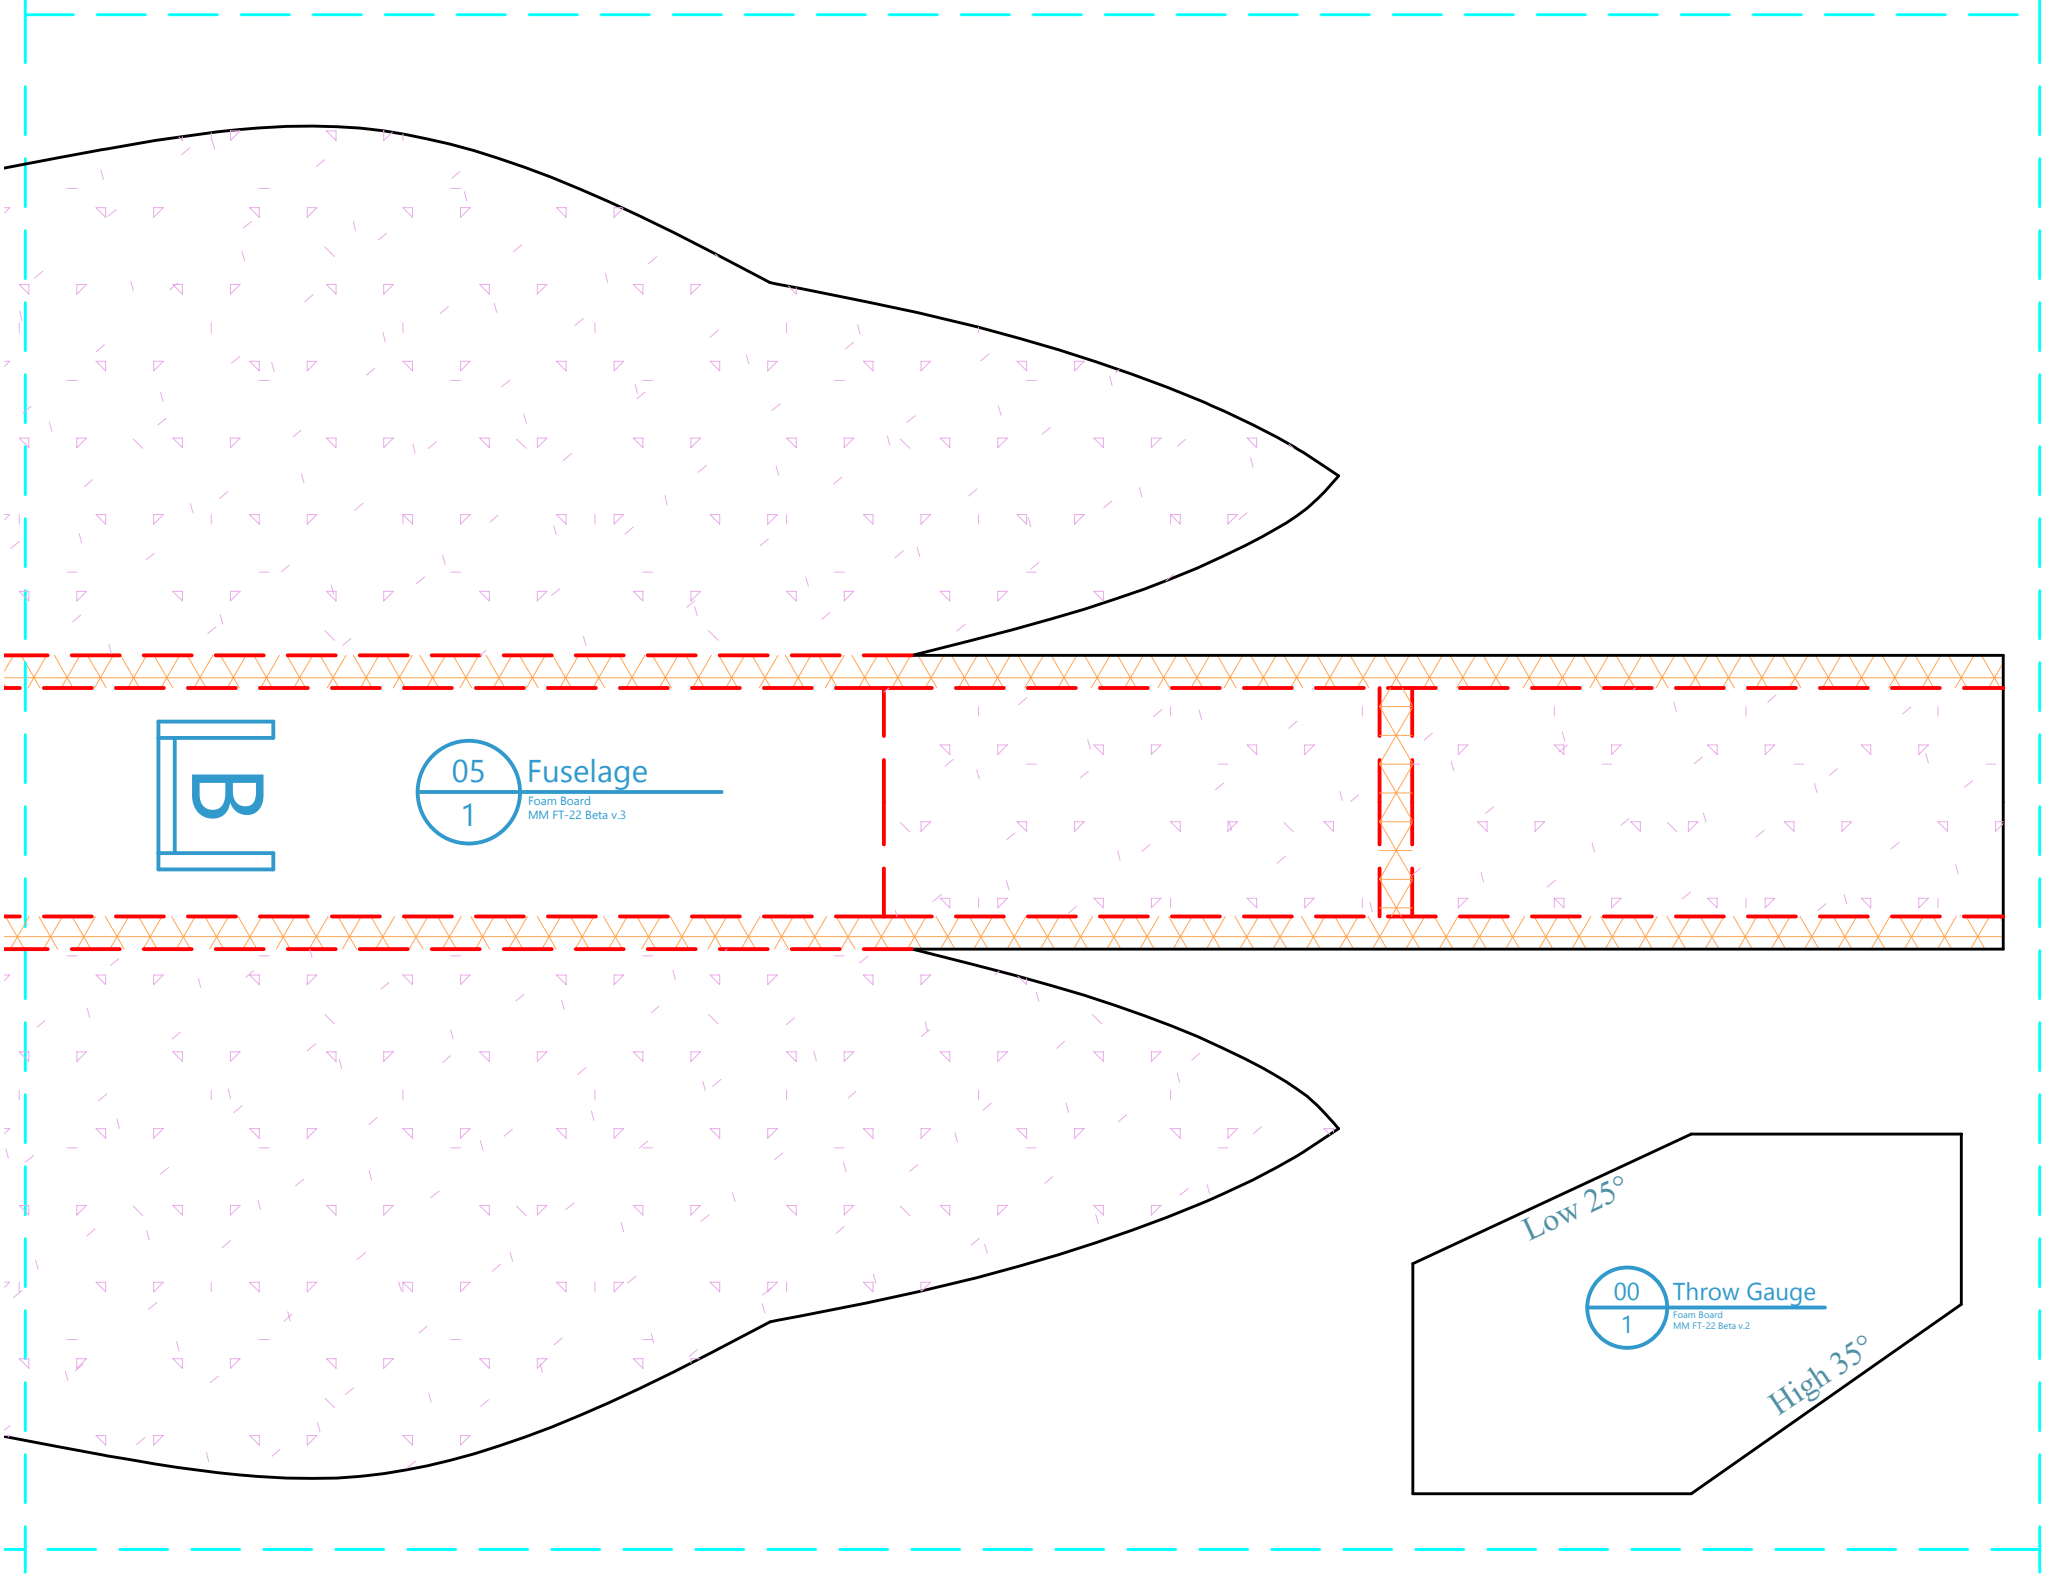 B
05
Fuselage
1
Foam Board
MM FT-22 Beta v.3
Low 25°
00
Throw Gauge
1
Foam Board
MM FT-22 Beta v.2
High 35°